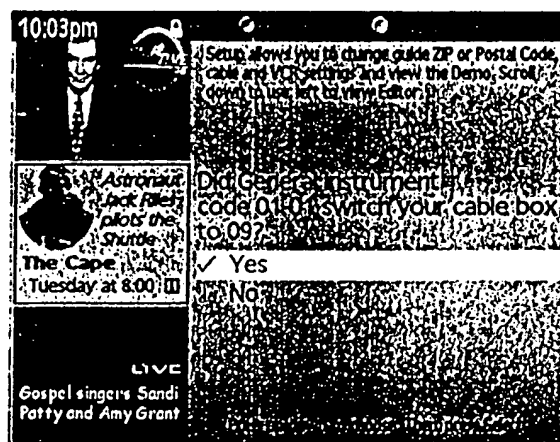 10:03pm
Setup allows you to change guide ZIP or Postal Code,
cable and VCR settings and view the Demo. Scroll
down to use, left to view Editor.
Astronaut
Jack Riles
pilots the
Shuttle
The Cape
Tuesday at 8:00
Did General Instrument
code 01-01 switch your cable box
to 09?
✓ Yes
No
LIVE
Gospel singers Sandi
Patty and Amy Grant